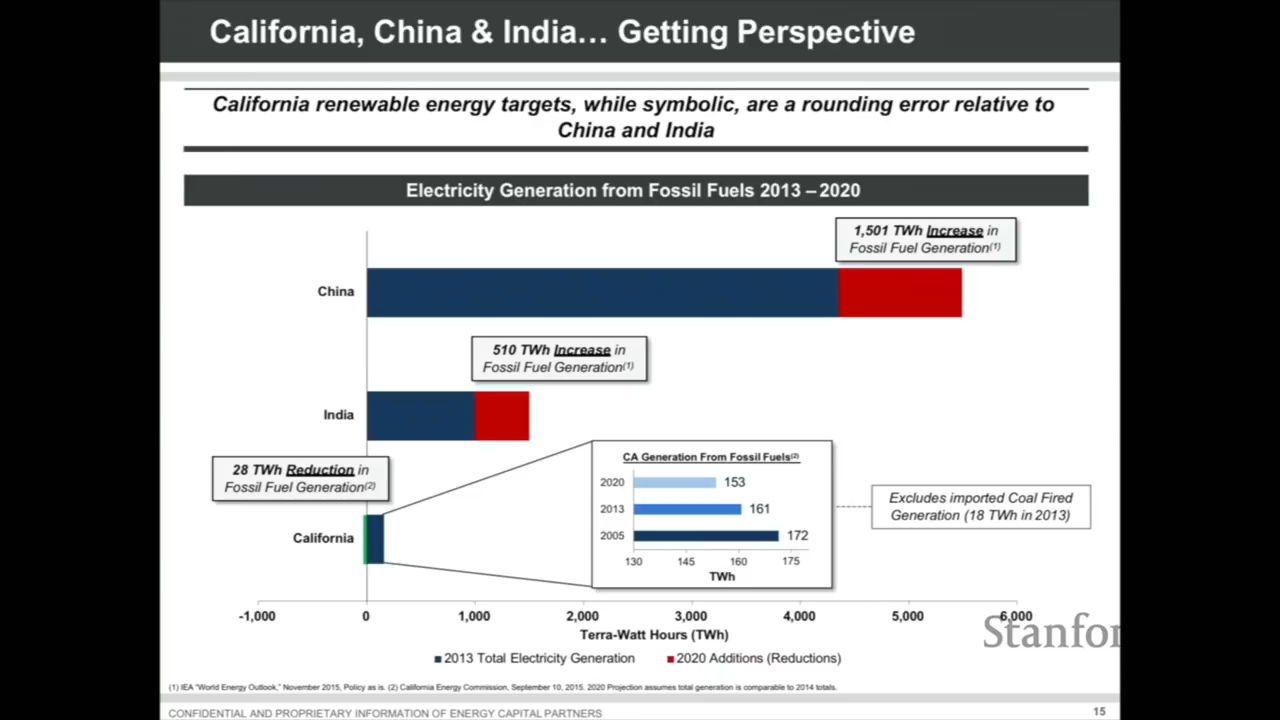 California, China & India… Getting Perspective
California renewable energy targets, while symbolic, are a rounding error relative to
China and India
Electricity Generation from Fossil Fuels 2013 – 2020
1,501 TWh Increase in
Fossil Fuel Generation(1)
China
510 TWh Increase in
Fossil Fuel Generation(1)
India
28 TWh Reduction in
Fossil Fuel Generation(2)
California
CA Generation From Fossil Fuels(2)
2020 153
2013 161
2005 172
130 145 160 175
TWh
Excludes imported Coal Fired
Generation (18 TWh in 2013)
-1,000 0 1,000 2,000 3,000 4,000 5,000 6,000
Terra-Watt Hours (TWh)
Stanfor
2013 Total Electricity Generation 2020 Additions (Reductions)
(1) IEA "World Energy Outlook," November 2015, Policy as is. (2) California Energy Commission, September 10, 2015. 2020 Projection assumes total generation is comparable to 2014 totals.
CONFIDENTIAL AND PROPRIETARY INFORMATION OF ENERGY CAPITAL PARTNERS 15